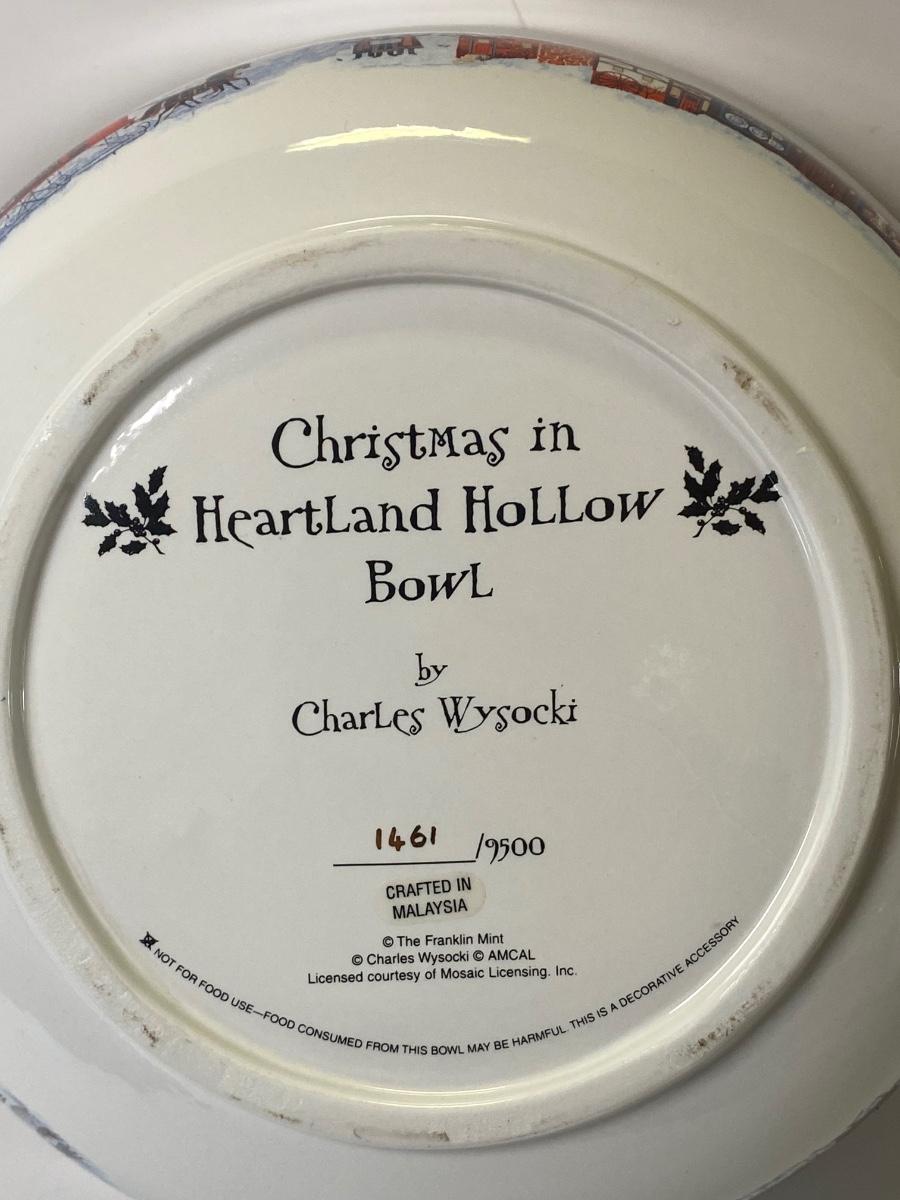 Christmas in
Heartland Hollow
Bowl
by
Charles Wysocki
1461/9500
CRAFTED IN
MALAYSIA
© The Franklin Mint
© Charles Wysocki © AMCAL
Licensed courtesy of Mosaic Licensing. Inc.
NOT FOR FOOD USE—FOOD CONSUMED FROM THIS BOWL MAY BE HARMFUL. THIS IS A DECORATIVE ACCESSORY